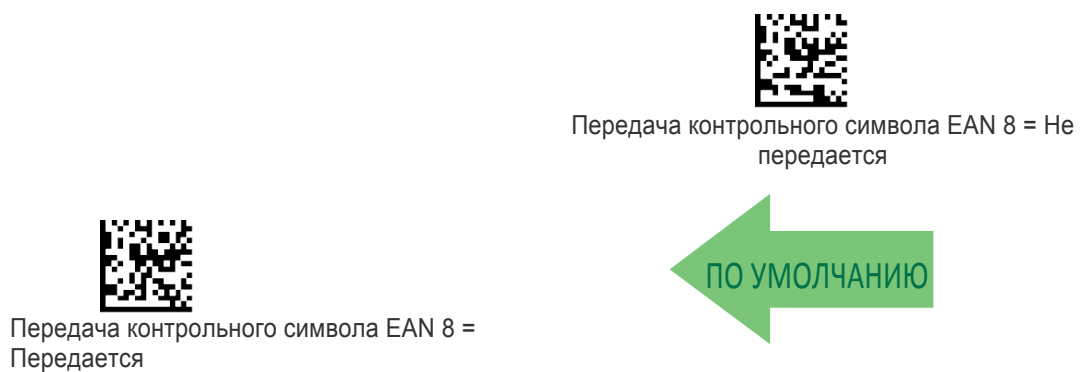 Передача контрольного символа EAN 8 = Не
передается
ПО УМОЛЧАНИЮ
Передача контрольного символа EAN 8 =
Передается